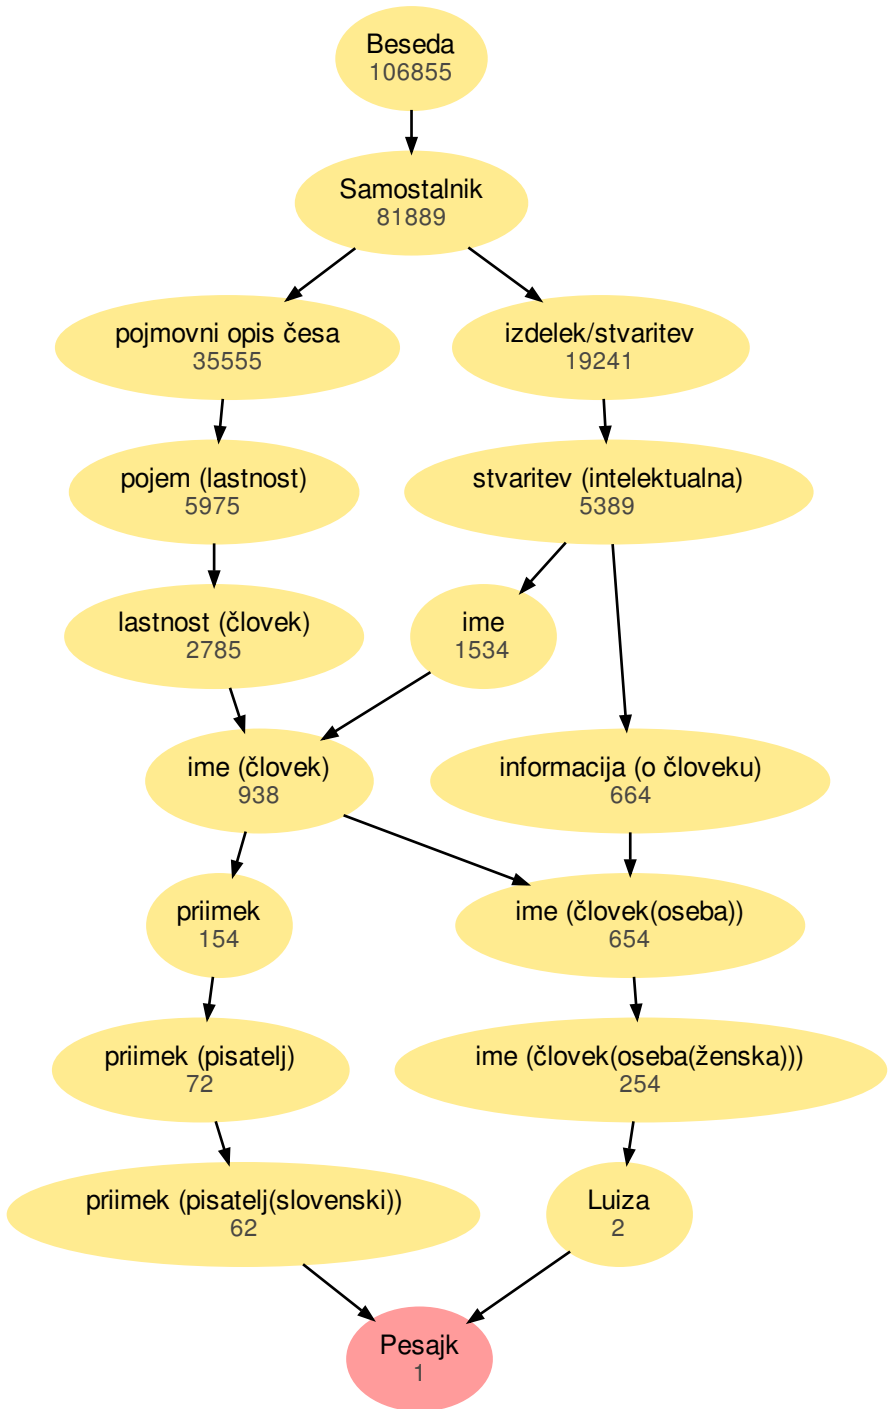 Beseda
106855
Samostalnik
81889
pojmovni opis česa
35555
izdelek/stvaritev
19241
pojem (lastnost)
5975
stvaritev (intelektualna)
5389
lastnost (človek)
2785
ime
1534
ime (človek)
938
informacija (o človeku)
664
priimek
154
ime (človek(oseba))
654
priimek (pisatelj)
72
ime (človek(oseba(ženska)))
254
priimek (pisatelj(slovenski))
62
Luiza
2
Pesajk
1